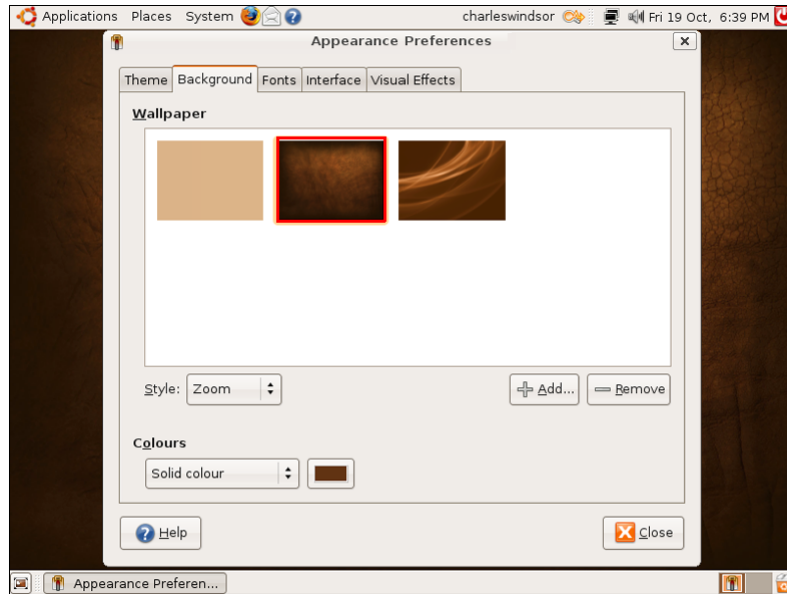 Applications Places System charleswindsor Fri 19 Oct, 6:39 PM
Appearance Preferences
Theme Background Fonts Interface Visual Effects
Wallpaper
Style: Zoom Add... Remove
Colours
Solid colour
Help Close
Appearance Preferen...